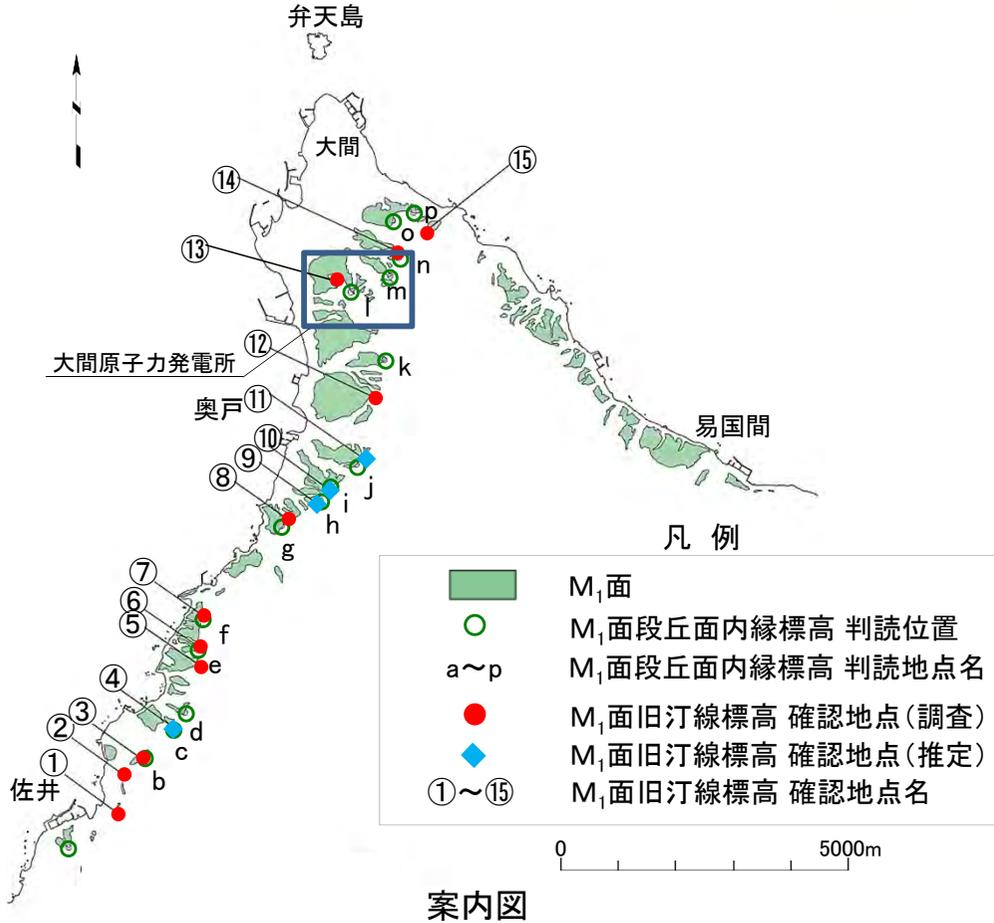 弁天島
大間
⑮
⑭
p
o
⑬
n
m
l
大間原子力発電所
⑫
k
奥戸
⑪
易国間
⑩
j
⑨
i
⑧
h
g
凡 例
M₁面
M₁面段丘面内縁標高 判読位置
a～p M₁面段丘面内縁標高 判読地点名
M₁面旧汀線標高 確認地点(調査)
M₁面旧汀線標高 確認地点(推定)
①～⑮ M₁面旧汀線標高 確認地点名
⑦
⑥
f
⑤
e
④
d
③
c
②
b
①
佐井
0 5000m
案内図